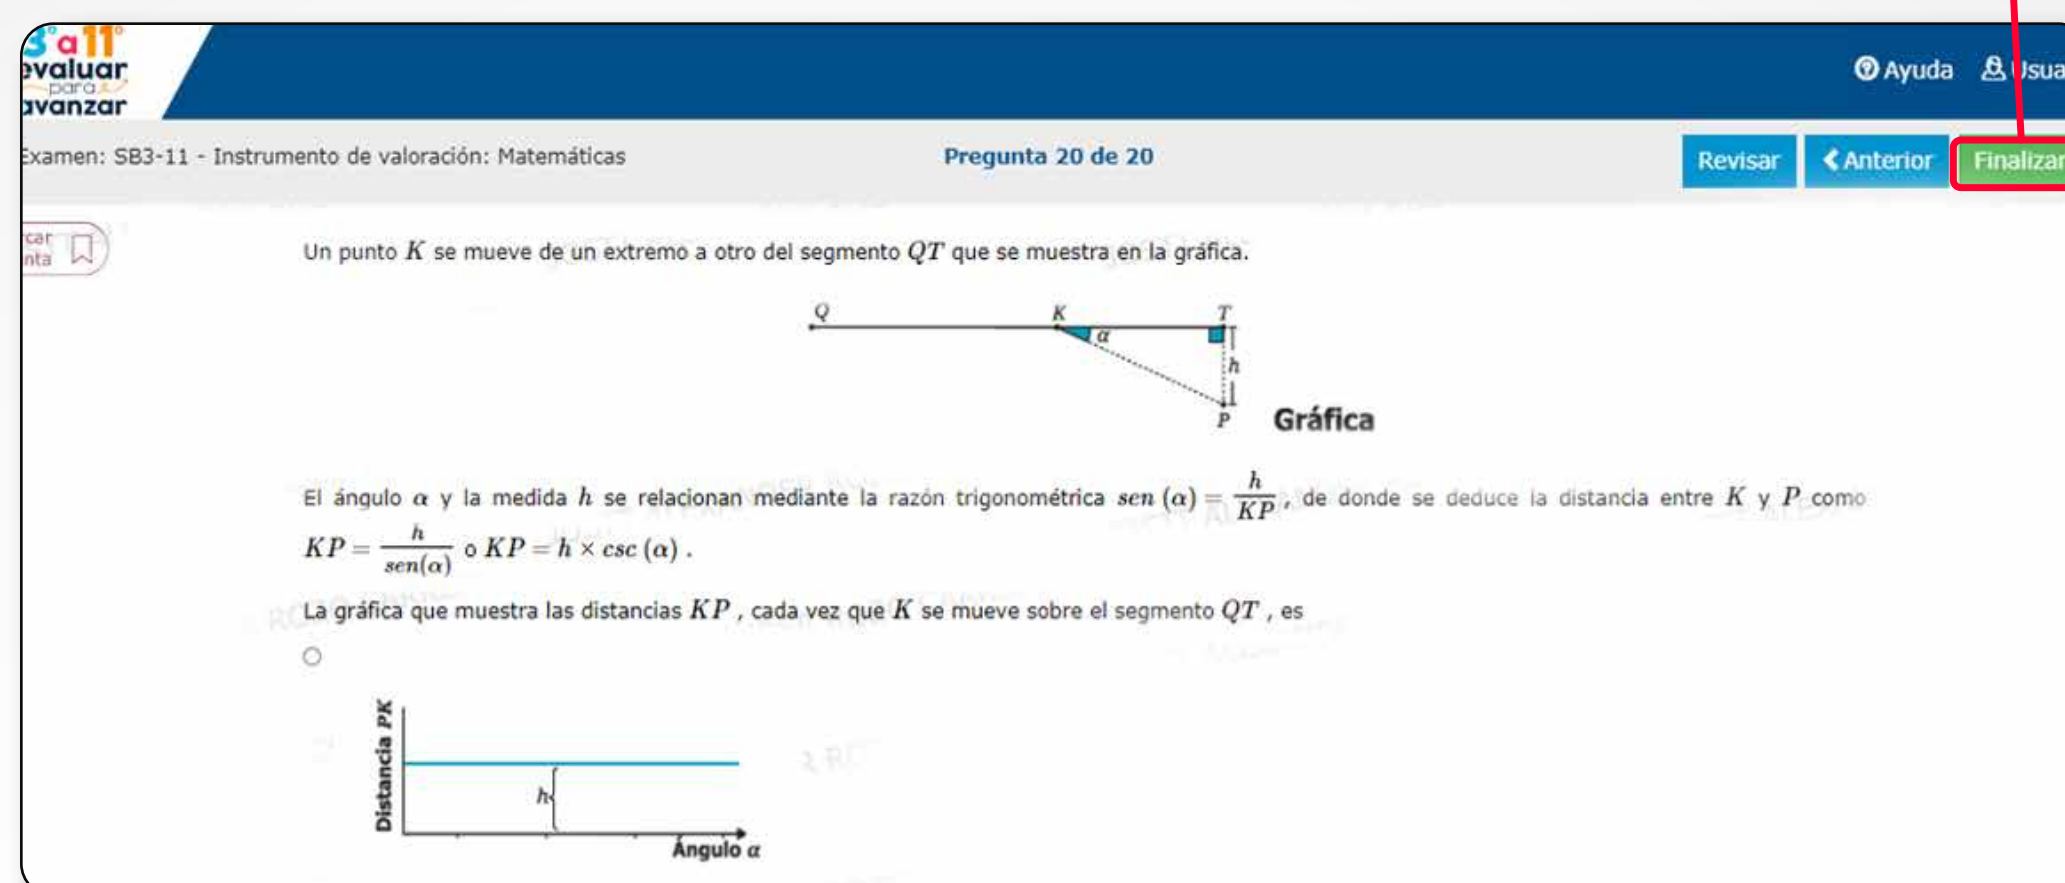 3° a 11°
evaluar
para
avanzar
Ayuda
Examen: SB3-11 - Instrumento de valoración: Matemáticas
Pregunta 20 de 20
Revisar
Anterior
Finalizar
Un punto K se mueve de un extremo a otro del segmento QT que se muestra en la gráfica.
Q K T
α
h
P
Gráfica
El ángulo α y la medida h se relacionan mediante la razón trigonométrica sen (α) = h/KP, de donde se deduce la distancia entre K y P como
KP = h/sen(α) o KP = h × csc (α) .
La gráfica que muestra las distancias KP , cada vez que K se mueve sobre el segmento QT , es
Distancia PK
h
Ángulo α